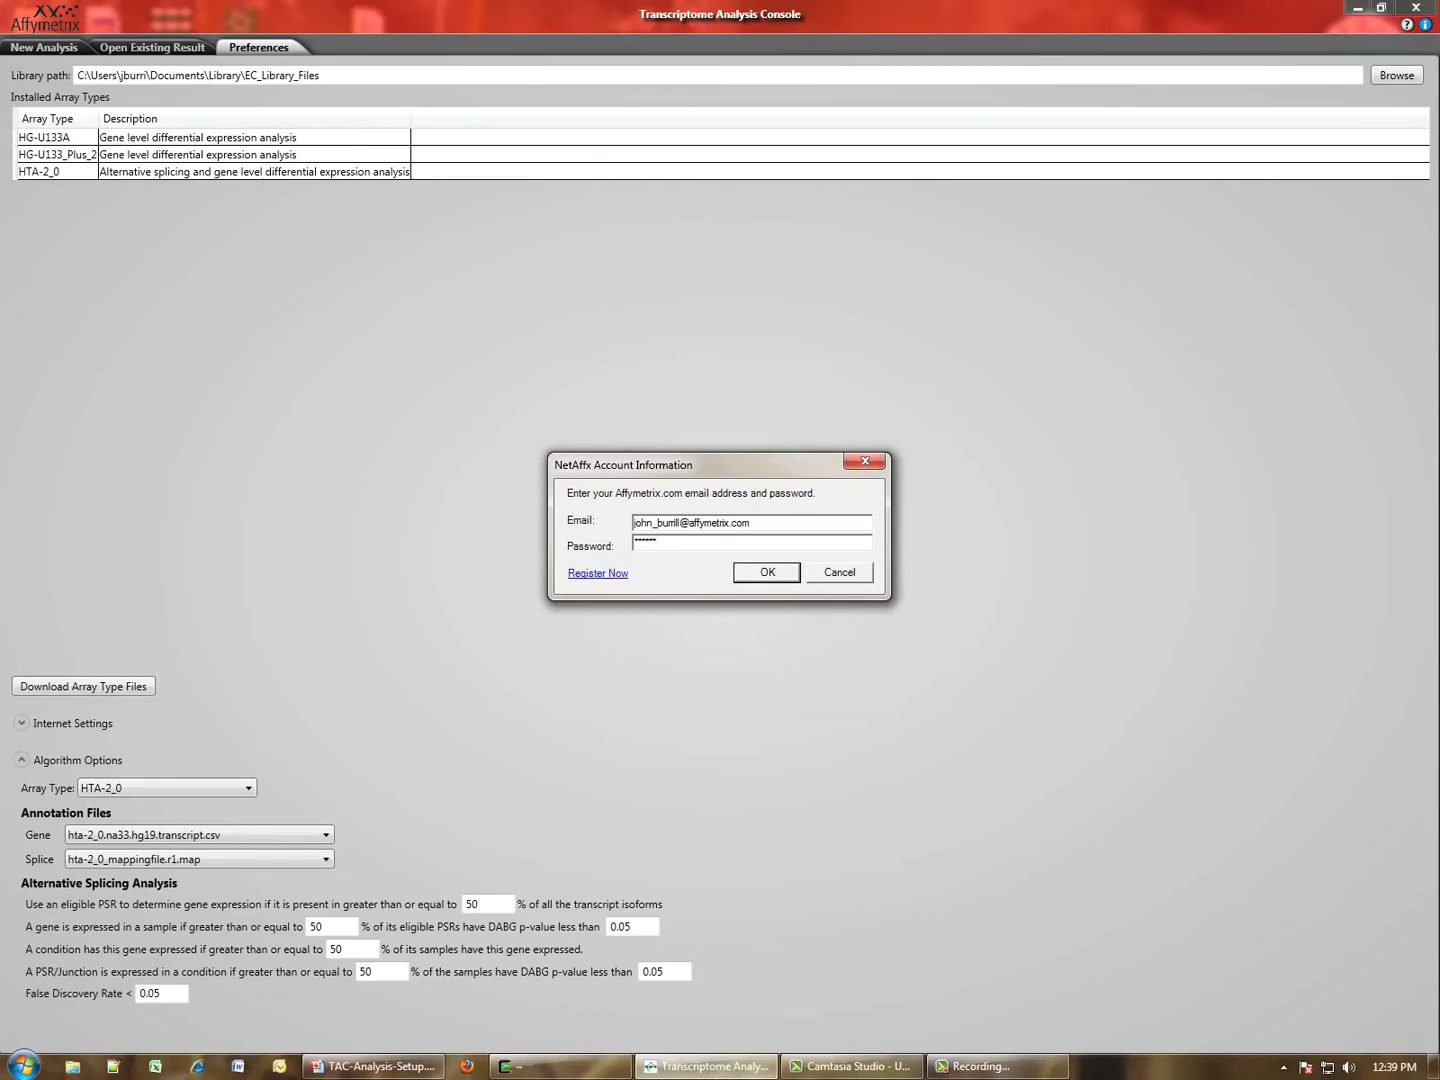 Affymetrix
Transcriptome Analysis Console
New Analysis Open Existing Result Preferences
Library path: C:\Users\jburri\Documents\Library\EC_Library_Files Browse
Installed Array Types
Array Type Description
HG-U133A Gene level differential expression analysis
HG-U133_Plus_2 Gene level differential expression analysis
HTA-2_0 Alternative splicing and gene level differential expression analysis
NetAffx Account Information
Enter your Affymetrix.com email address and password.
Email: john_burrill@affymetrix.com
Password: ******
Register Now OK Cancel
Download Array Type Files
Internet Settings
Algorithm Options
Array Type: HTA-2_0
Annotation Files
Gene hta-2_0.na33.hg19.transcript.csv
Splice hta-2_0_mappingfile.r1.map
Alternative Splicing Analysis
Use an eligible PSR to determine gene expression if it is present in greater than or equal to 50 % of all the transcript isoforms
A gene is expressed in a sample if greater than or equal to 50 % of its eligible PSRs have DABG p-value less than 0.05
A condition has this gene expressed if greater than or equal to 50 % of its samples have this gene expressed.
A PSR/Junction is expressed in a condition if greater than or equal to 50 % of the samples have DABG p-value less than 0.05
False Discovery Rate < 0.05
TAC-Analysis-Setup.... ~ Transcriptome Analy... Camtasia Studio - U... Recording... 12:39 PM